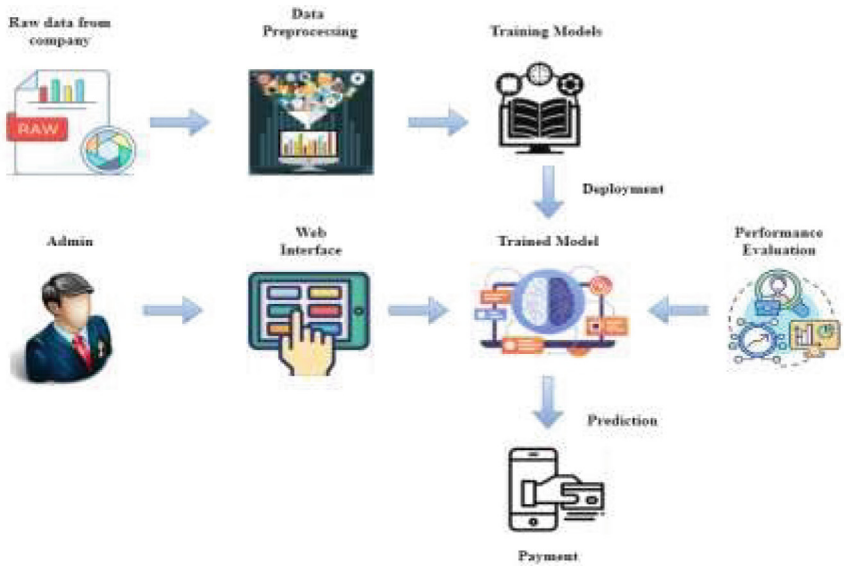 Raw data from
company
Data
Preprocessing
Training Models
RAW
Deployment
Admin
Web
Interface
Trained Model
Performance
Evaluation
Prediction
Payment